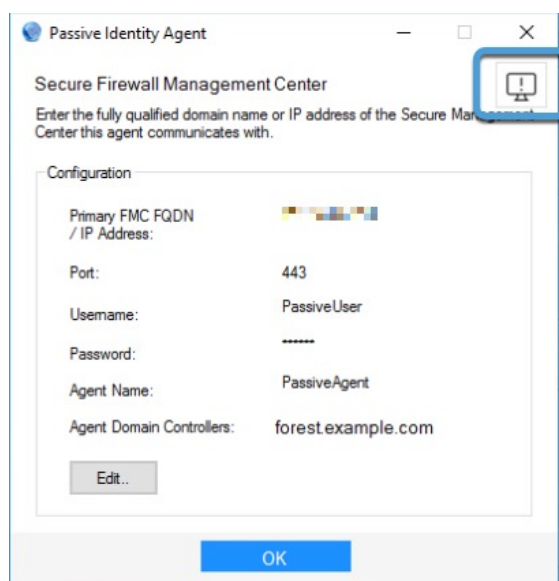 Passive Identity Agent
Secure Firewall Management Center
Enter the fully qualified domain name or IP address of the Secure Management
Center this agent communicates with.
Configuration
Primary FMC FQDN
/ IP Address:
Port: 443
Username: PassiveUser
Password: ••••••
Agent Name: PassiveAgent
Agent Domain Controllers: forest.example.com
Edit..
OK